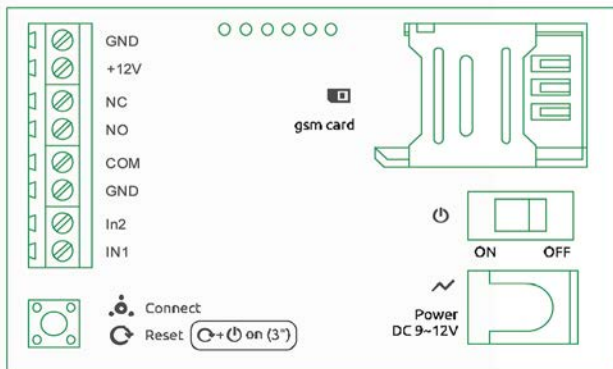 GND
+12V
NC
NO
COM
GND
In2
IN1
gsm card
ON OFF
Power
DC 9~12V
Connect
Reset + on (3")